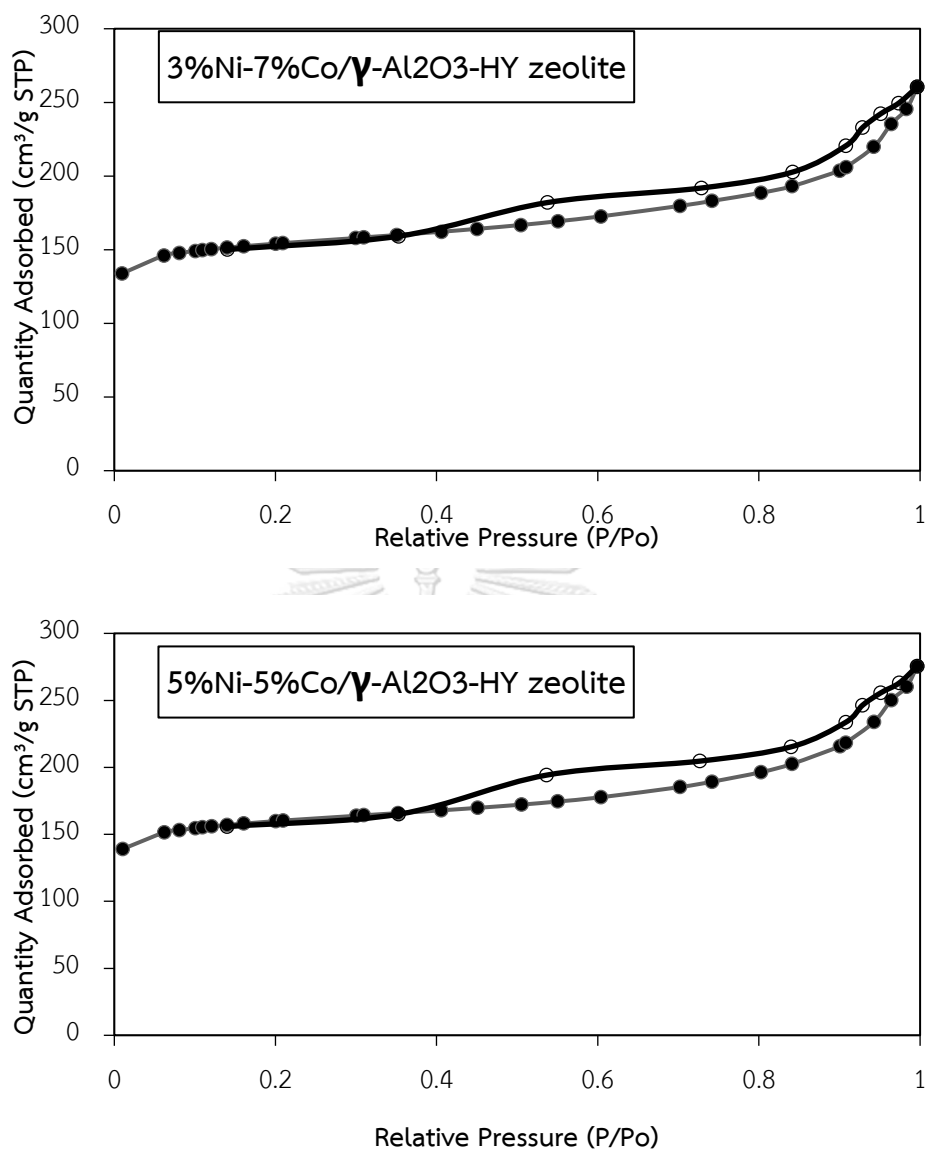 300
3%Ni-7%Co/γ-Al2O3-HY zeolite
250
200
150
100
50
0
Quantity Adsorbed (cm³/g STP)
0 0.2 0.4 0.6 0.8 1
Relative Pressure (P/Po)
300
5%Ni-5%Co/γ-Al2O3-HY zeolite
250
200
150
100
50
0
Quantity Adsorbed (cm³/g STP)
0 0.2 0.4 0.6 0.8 1
Relative Pressure (P/Po)